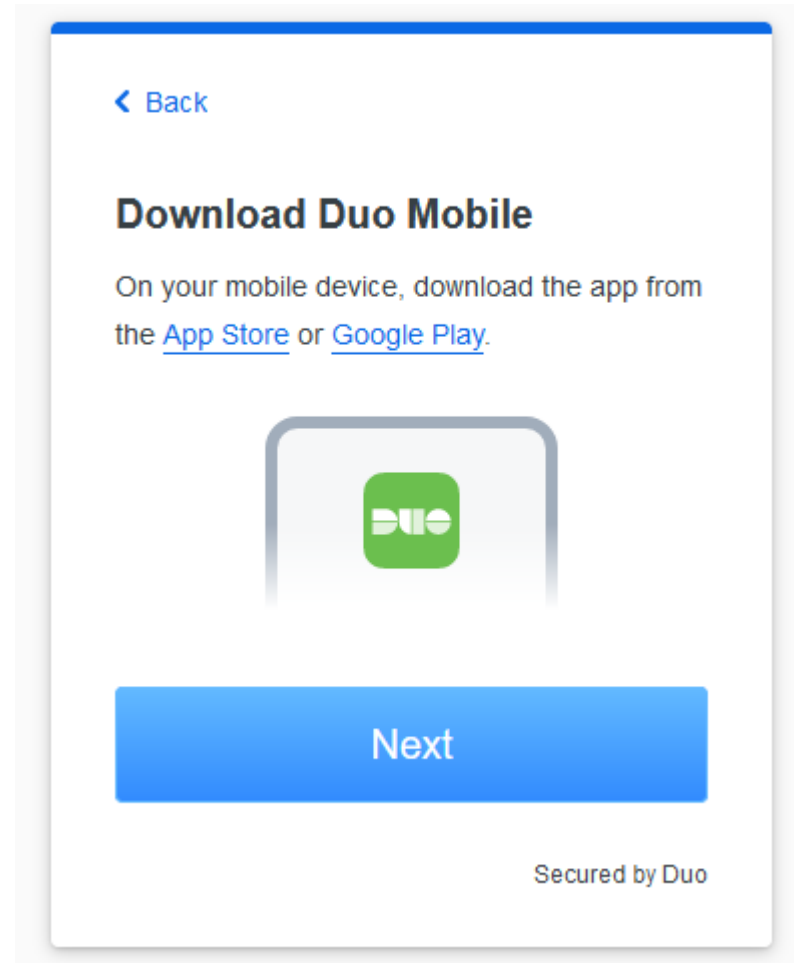 Back
Download Duo Mobile
On your mobile device, download the app from
the App Store or Google Play.
DUO
Next
Secured by Duo